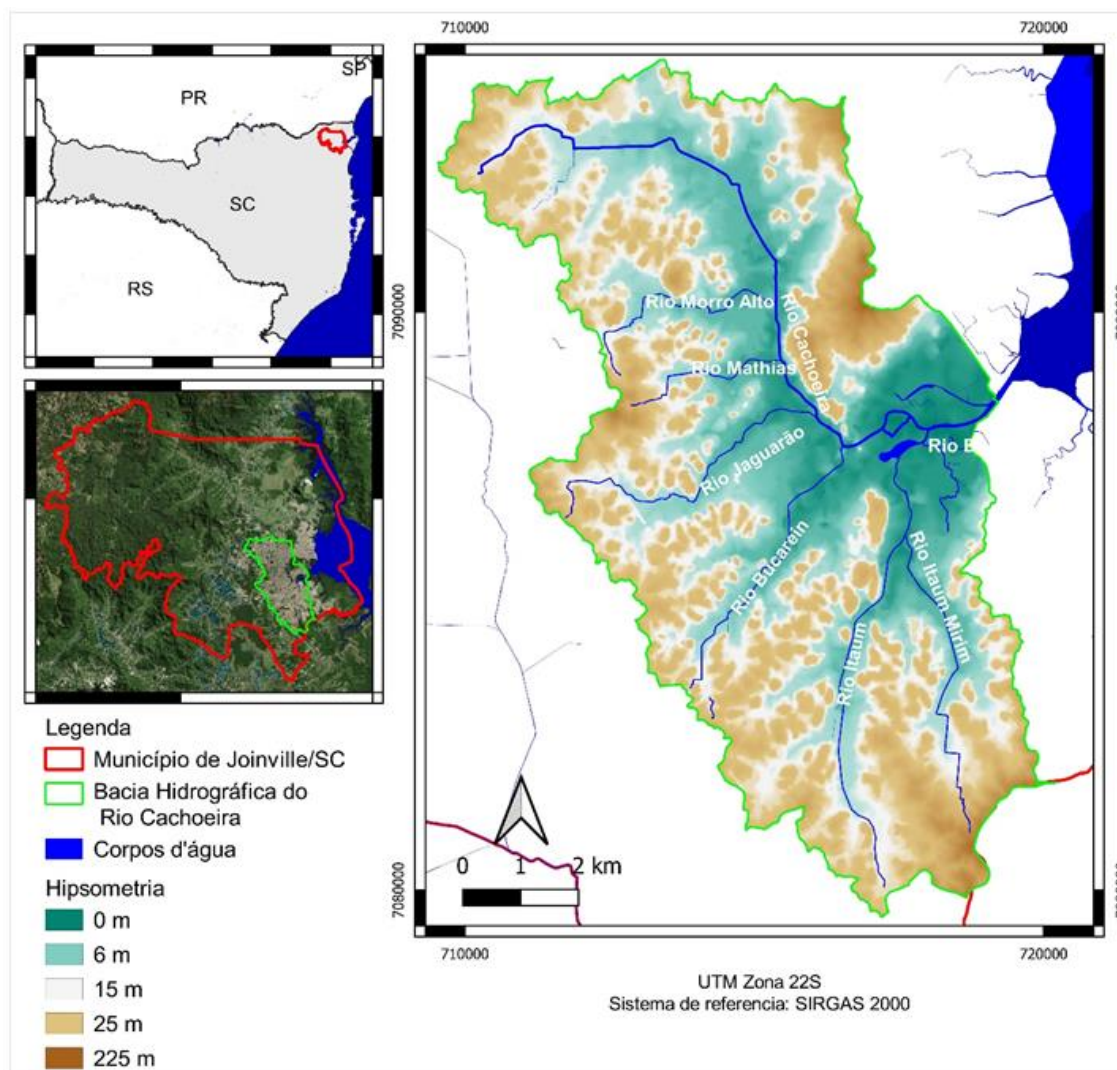 PR
SP
SC
RS
710000
720000
7090000
7080000
Rio Morro Alto
Rio Cachoeira
Rio Mathias
Rio Jaguarão
Rio B
Rio Bucarein
Rio Itaum Mirim
Rio Itaum
0 1 2 km
710000
720000
UTM Zona 22S
Sistema de referencia: SIRGAS 2000
Legenda
Município de Joinville/SC
Bacia Hidrográfica do
Rio Cachoeira
Corpos d'água
Hipsometria
0 m
6 m
15 m
25 m
225 m